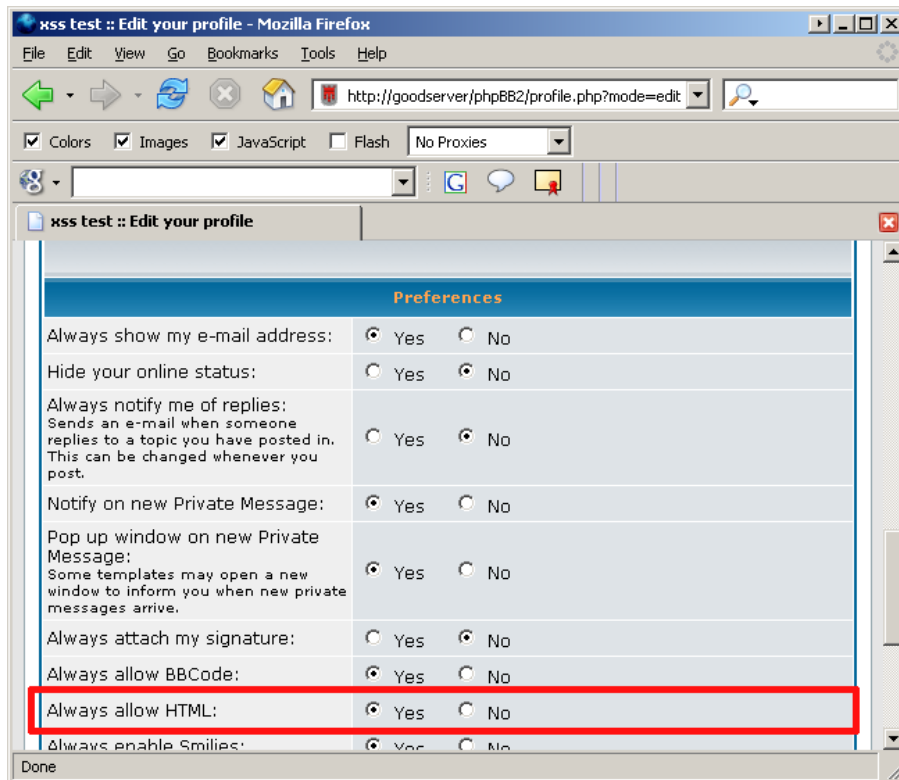 xss test :: Edit your profile - Mozilla Firefox
File Edit View Go Bookmarks Tools Help
http://goodserver/phpBB2/profile.php?mode=edit
Colors Images JavaScript Flash No Proxies
G
xss test :: Edit your profile
Preferences
Always show my e-mail address: Yes No
Hide your online status: Yes No
Always notify me of replies:
Sends an e-mail when someone
replies to a topic you have posted in.
This can be changed whenever you
post.
Yes No
Notify on new Private Message: Yes No
Pop up window on new Private
Message:
Some templates may open a new
window to inform you when new private
messages arrive.
Yes No
Always attach my signature: Yes No
Always allow BBCode: Yes No
Always allow HTML: Yes No
Always enable Smilies: Yes No
Done